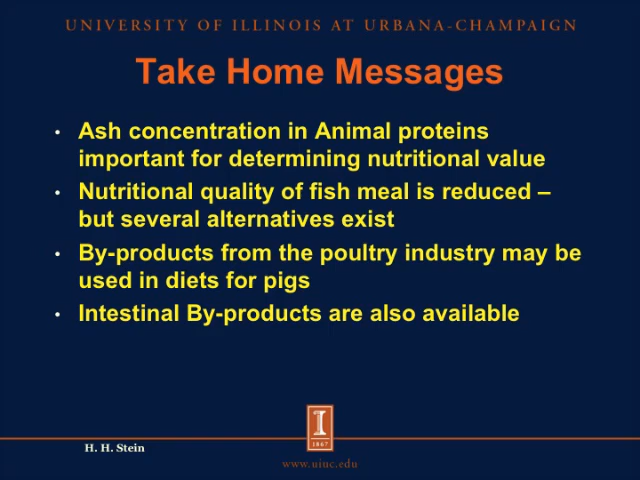 UNIVERSITY OF ILLINOIS AT URBANA-CHAMPAIGN
Take Home Messages
• Ash concentration in Animal proteins
important for determining nutritional value
• Nutritional quality of fish meal is reduced –
but several alternatives exist
• By-products from the poultry industry may be
used in diets for pigs
• Intestinal By-products are also available
I
1867
H. H. Stein
www.uiuc.edu